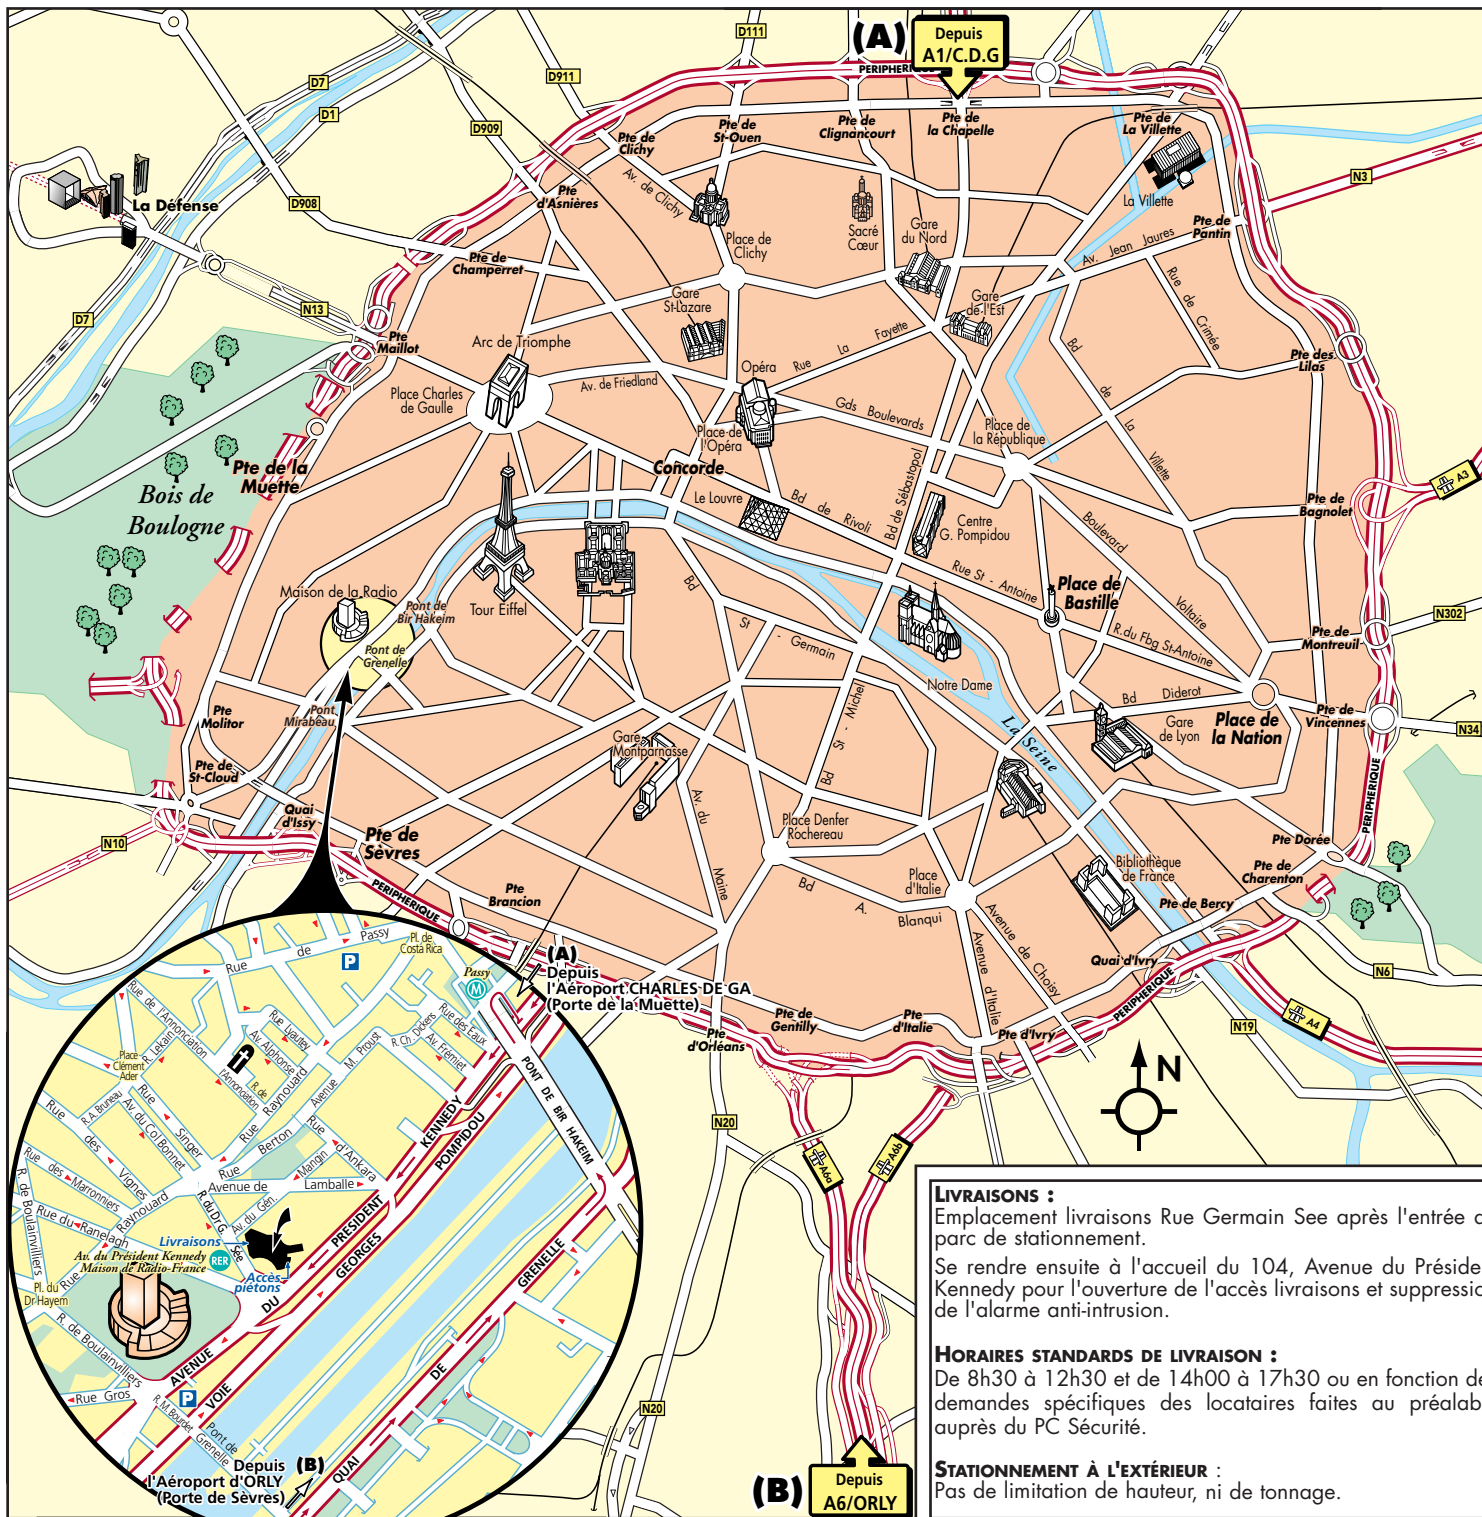 (A)
Depuis
A1/C.D.G
D111
PERIPHERIQUE
D911
D7
D1
D909
Pte de
Clichy
Pte de
St-Ouen
Pte de
Clignancourt
Pte de
la Chapelle
Pte de
La Villette
N3
La Défense
D908
Pte
d'Asnières
Av. de Clichy
Place de
Clichy
Sacré
Cœur
Gare
du Nord
La Villette
Pte de
Pantin
Av. Jean Jaures
Pte de
Champerret
Rue de Crimée
D7
N13
Gare
St-Lazare
Gare
de l'Est
Pte
Maillot
Arc de Triomphe
Rue La Fayette
Bd de La Villette
Pte des
Lilas
Place Charles
de Gaulle
Av. de Friedland
Opéra
Gds Boulevards
Place de
l'Opéra
Place de
la République
Pte de la
Muette
Concorde
A3
Bois de
Boulogne
Le Louvre
Bd de Rivoli
Bd de Sébastopol
Centre
G. Pompidou
Boulevard Voltaire
Pte de
Bagnolet
Maison de la Radio
Pont de
Bir Hakeim
Tour Eiffel
Bd St - Germain
Rue St - Antoine
Place de
Bastille
N302
Pte de
Montreuil
R.du Fbg St-Antoine
Pont de
Grenelle
Notre Dame
Bd Diderot
Pte
Molitor
Pont
Mirabeau
Bd St - Michel
La Seine
Gare
de Lyon
Place de
la Nation
Pte de
Vincennes
N34
Gare
Montparnasse
Pte de
St-Cloud
Quai
d'Issy
Av. du Maine
Place Denfer
Rochereau
PERIPHERIQUE
N10
Pte de
Sèvres
Pte Dorée
Place
d'Italie
Bibliothèque
de France
Pte de
Charenton
PERIPHERIQUE
Pte
Brancion
Bd A. Blanqui
Pte de Bercy
Avenue de Choisy
Avenue d'Italie
Quai d'Ivry
PERIPHERIQUE
N6
A4
N19
Pte
d'Orléans
Pte de
Gentilly
Pte
d'Italie
Pte d'Ivry
N
N20
A6a
A6b
N20
(B)
Depuis
A6/ORLY
(A)
Depuis
l'Aéroport CHARLES DE GA
(Porte de la Muette)
Rue de Passy
Pl. de
Costa Rica
P
Passy
M
Rue de l'Annonciation
Rue Lyautey
Av. Alphonse
R. Lekain
Place
Clément
Ader
R. de
l'Annonciation
M. Proust
Avenue
R. Ch. Dickens
Rue des Eaux
Av. Frémiet
Rue Raynouard
R. A. Bruneau
Av. du Col Bonnet
Rue Singer
Rue des Vignes
Rue Berton
Rue d'Ankara
Rue des Marronniers
R. de Boulainvilliers
Avenue de Lamballe
Mangin
Av. du Gén.
Rue du Ranelagh
Rue Raynouard
R. du Dr G. Sée
Livraisons
Av. du Président Kennedy
Maison de Radio-France
RER
Accès
piétons
Pl. du
Dr Hayem
R. de Boulainvilliers
AVENUE DU PRESIDENT KENNEDY
VOIE GEORGES POMPIDOU
PONT DE BIR HAKEIM
QUAI DE GRENELLE
Rue Gros
P
R. M. Bourdet
Pont de
Grenelle
Depuis (B)
l'Aéroport d'ORLY
(Porte de Sèvres)
LIVRAISONS :
Emplacement livraisons Rue Germain See après l'entrée d
parc de stationnement.
Se rendre ensuite à l'accueil du 104, Avenue du Préside
Kennedy pour l'ouverture de l'accès livraisons et suppressio
de l'alarme anti-intrusion.
HORAIRES STANDARDS DE LIVRAISON :
De 8h30 à 12h30 et de 14h00 à 17h30 ou en fonction de
demandes spécifiques des locataires faites au préalab
auprès du PC Sécurité.
STATIONNEMENT À L'EXTÉRIEUR :
Pas de limitation de hauteur, ni de tonnage.